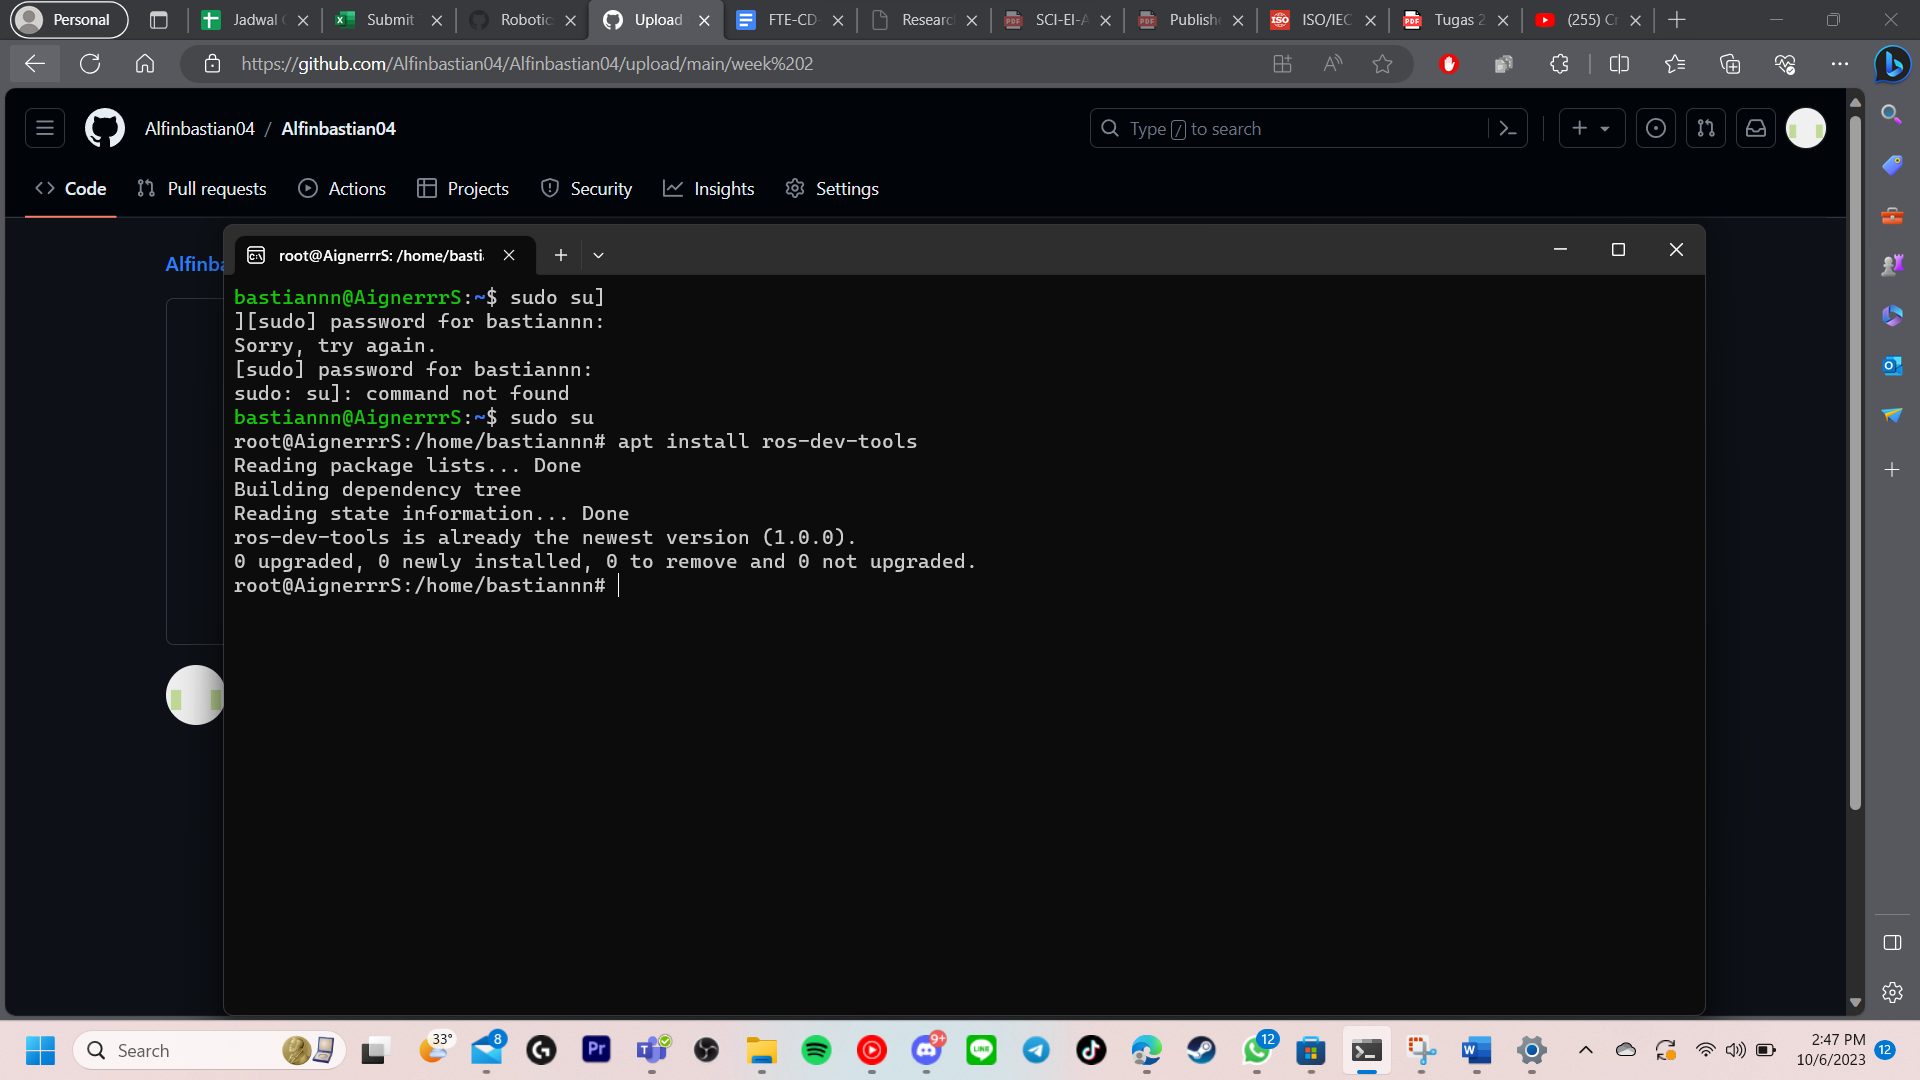 Personal
Jadwal
Submit
Robotic
Upload
FTE-CD-
Researc
SCI-EI-A
Publish
ISO
ISO/IEC
Tugas 2
(255) Cr
https://github.com/Alfinbastian04/Alfinbastian04/upload/main/week%202
Alfinbastian04 / Alfinbastian04
Type / to search
Code
Pull requests
Actions
Projects
Security
Insights
Settings
Alfinba
root@AignerrrS: /home/basti
bastiannn@AignerrrS:~$ sudo su]
][sudo] password for bastiannn:
Sorry, try again.
[sudo] password for bastiannn:
sudo: su]: command not found
bastiannn@AignerrrS:~$ sudo su
root@AignerrrS:/home/bastiannn# apt install ros-dev-tools
Reading package lists... Done
Building dependency tree
Reading state information... Done
ros-dev-tools is already the newest version (1.0.0).
0 upgraded, 0 newly installed, 0 to remove and 0 not upgraded.
root@AignerrrS:/home/bastiannn#
Search
33°
8
Pr
9+
LINE
12
W
2:47 PM
10/6/2023
12